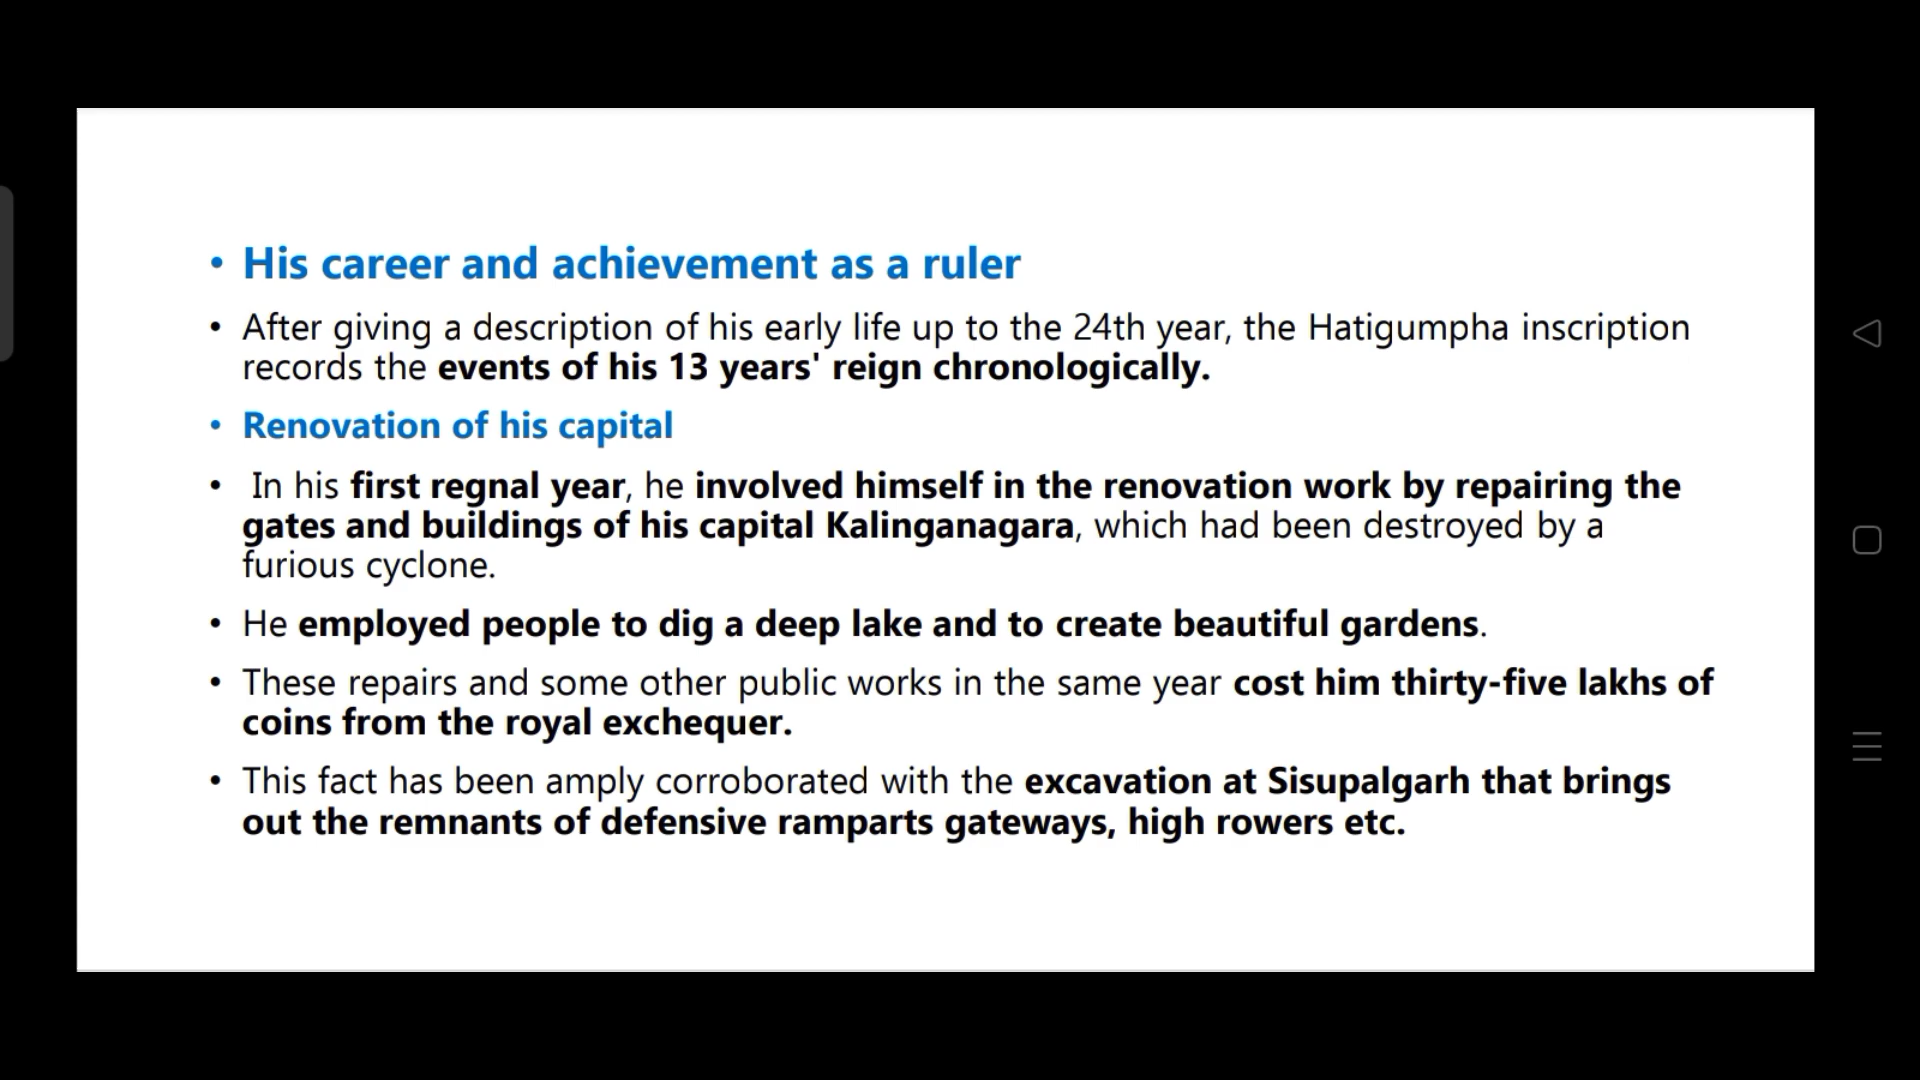 • His career and achievement as a ruler
• After giving a description of his early life up to the 24th year, the Hatigumpha inscription
records the events of his 13 years' reign chronologically.
• Renovation of his capital
• In his first regnal year, he involved himself in the renovation work by repairing the
gates and buildings of his capital Kalinganagara, which had been destroyed by a
furious cyclone.
• He employed people to dig a deep lake and to create beautiful gardens.
• These repairs and some other public works in the same year cost him thirty-five lakhs of
coins from the royal exchequer.
• This fact has been amply corroborated with the excavation at Sisupalgarh that brings
out the remnants of defensive ramparts gateways, high rowers etc.